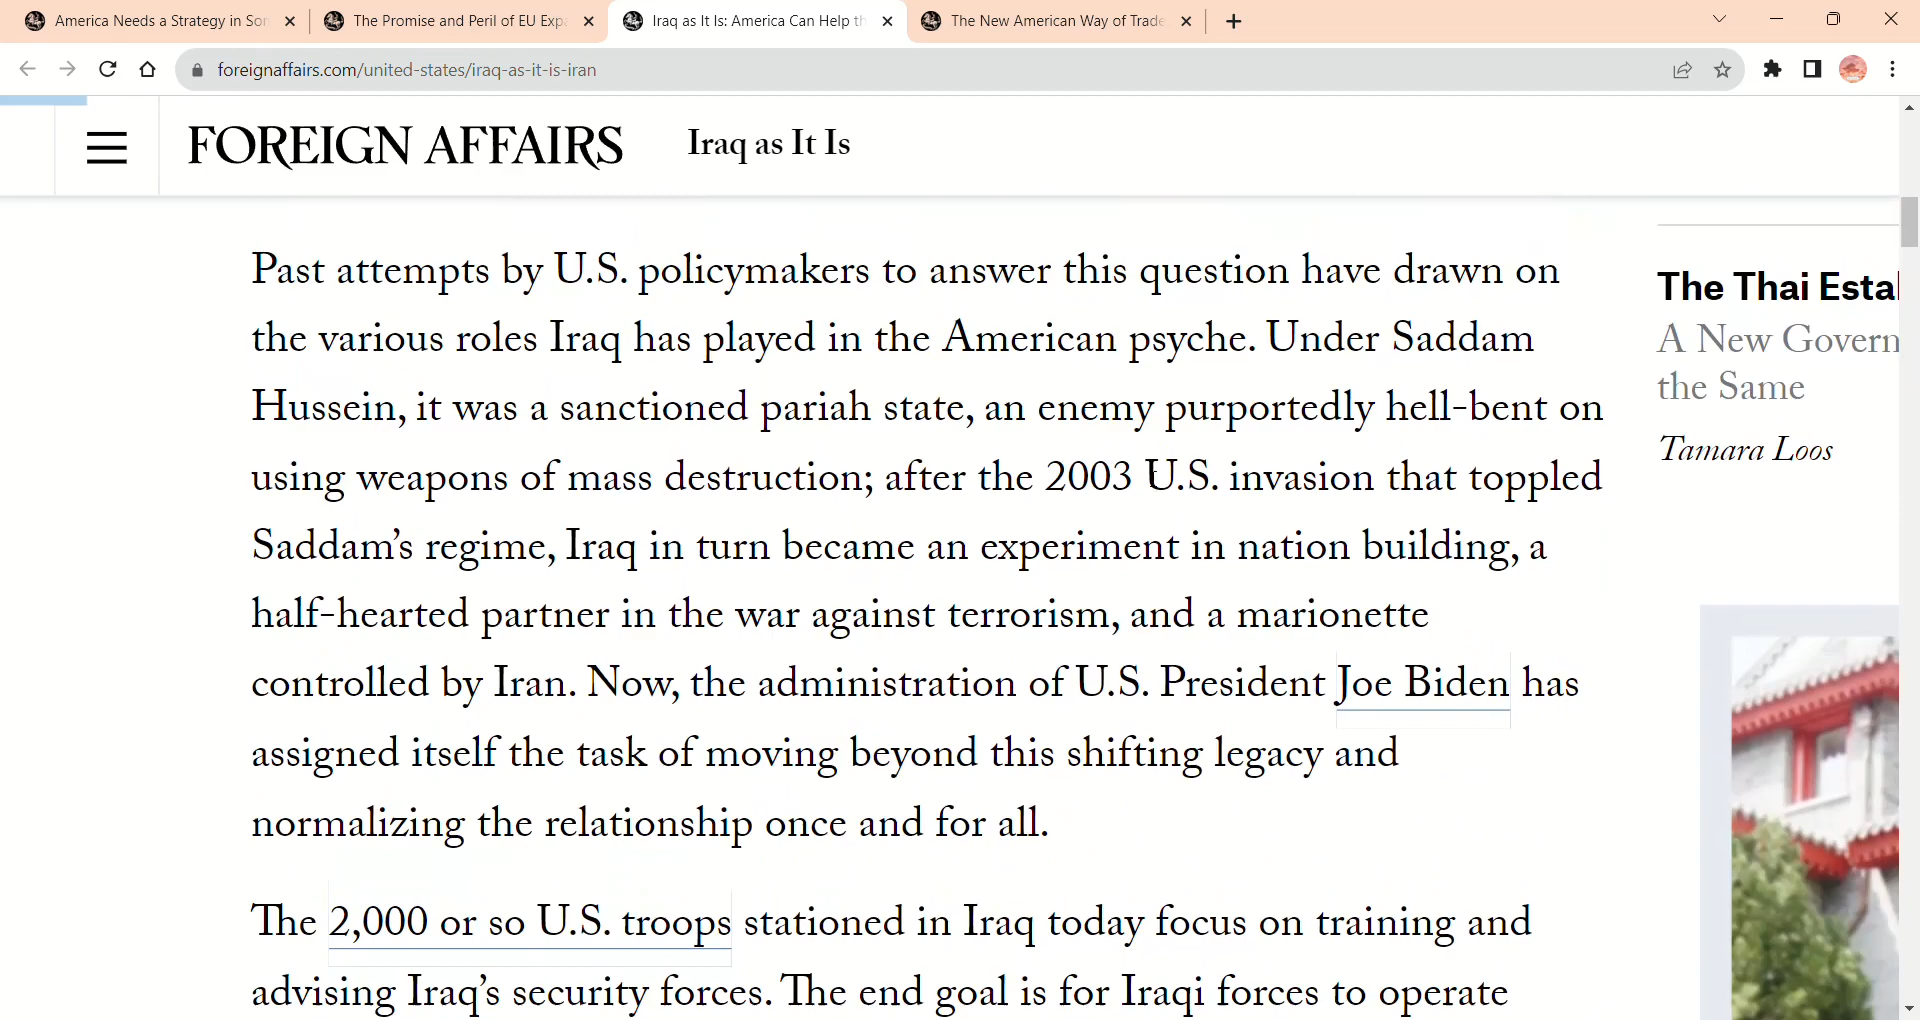 America Needs a Strategy in So
The Promise and Peril of EU Exp
Iraq as It Is: America Can Help th
The New American Way of Trade
foreignaffairs.com/united-states/iraq-as-it-is-iran
FOREIGN AFFAIRS
Iraq as It Is
Past attempts by U.S. policymakers to answer this question have drawn on
the various roles Iraq has played in the American psyche. Under Saddam
Hussein, it was a sanctioned pariah state, an enemy purportedly hell-bent on
using weapons of mass destruction; after the 2003 U.S. invasion that toppled
Saddam’s regime, Iraq in turn became an experiment in nation building, a
half-hearted partner in the war against terrorism, and a marionette
controlled by Iran. Now, the administration of U.S. President Joe Biden has
assigned itself the task of moving beyond this shifting legacy and
normalizing the relationship once and for all.
The 2,000 or so U.S. troops stationed in Iraq today focus on training and
advising Iraq’s security forces. The end goal is for Iraqi forces to operate
The Thai Estal
A New Govern
the Same
Tamara Loos